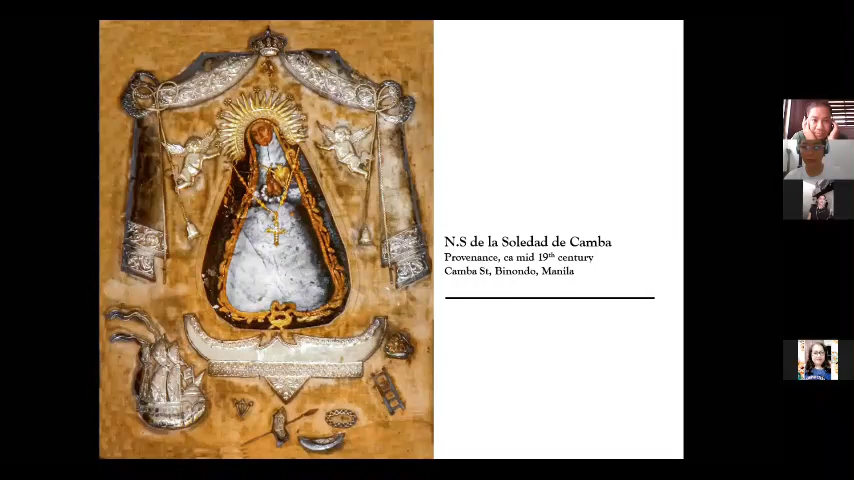 N.S de la Soledad de Camba
Provenance, ca mid 19th century
Camba St, Binondo, Manila